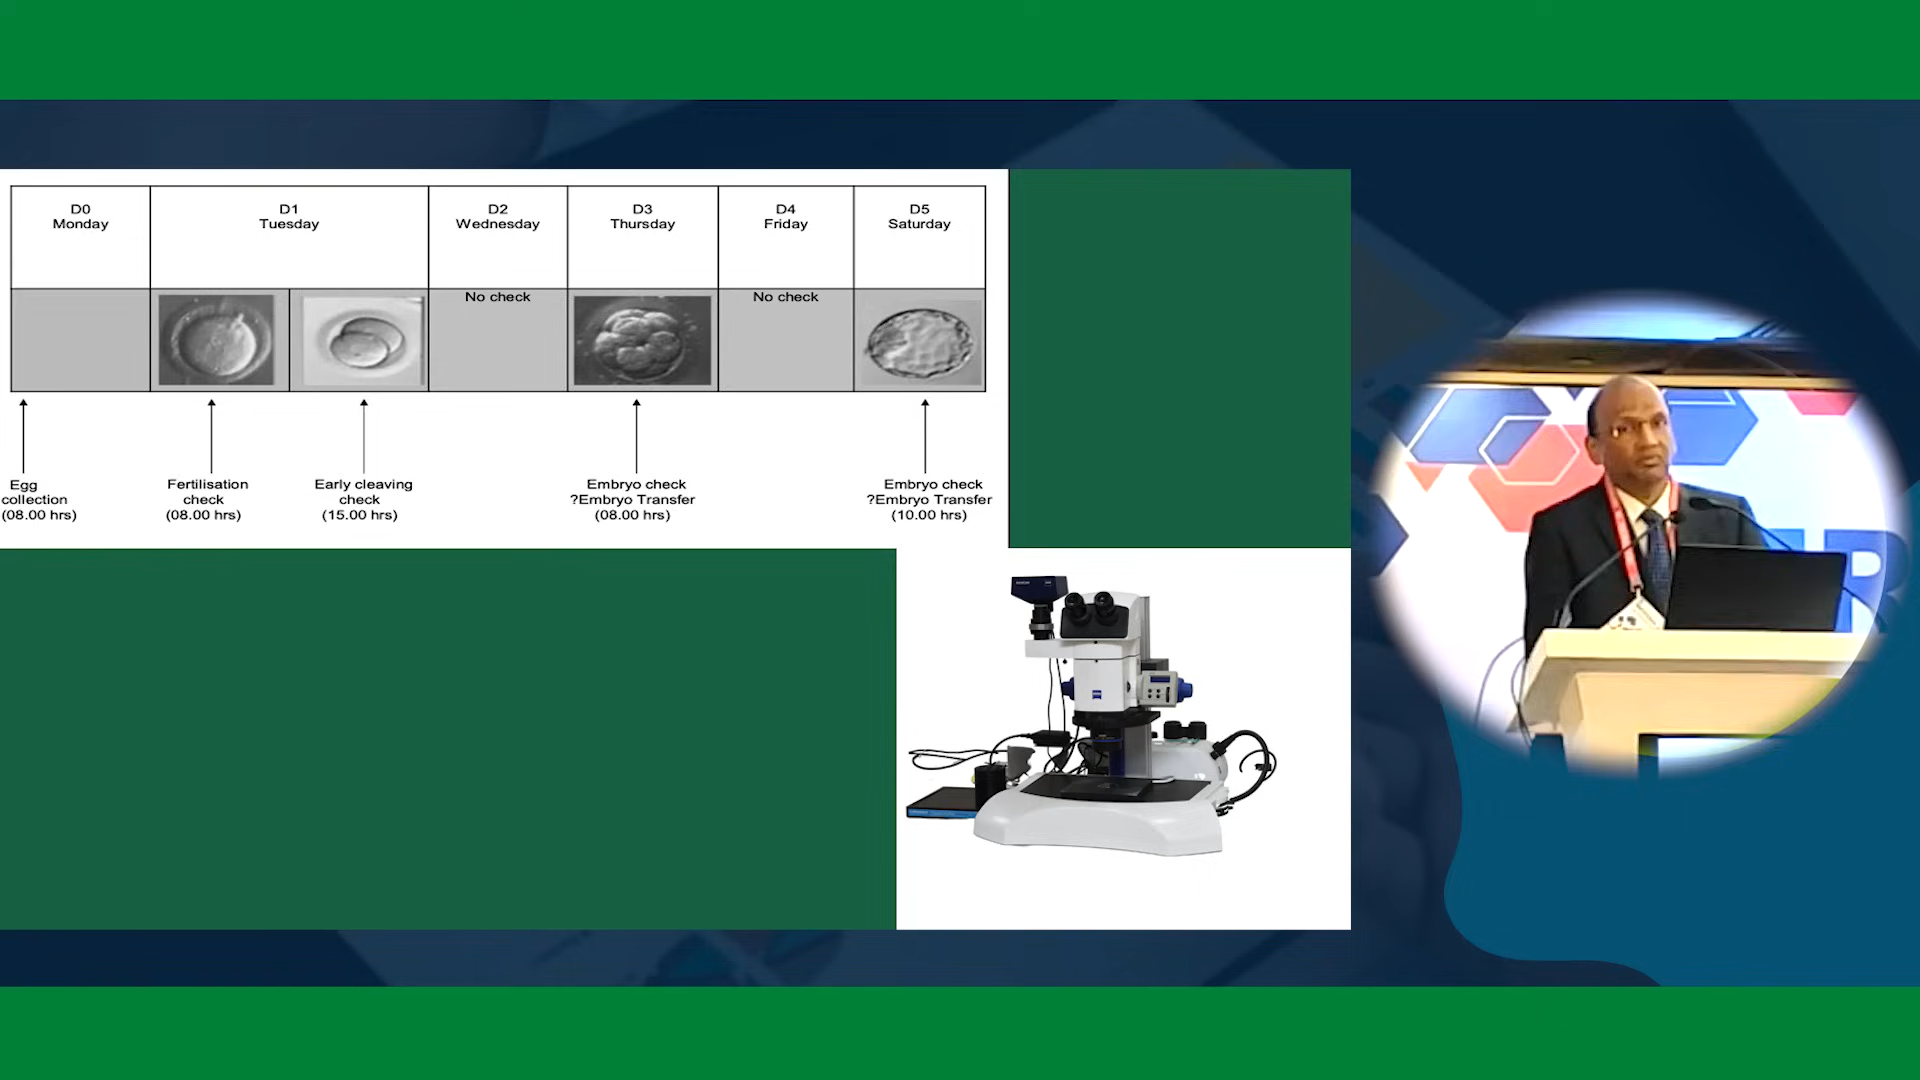 D0
Monday
D1
Tuesday
D2
Wednesday
D3
Thursday
D4
Friday
D5
Saturday
No check
No check
Egg
collection
(08.00 hrs)
Fertilisation
check
(08.00 hrs)
Early cleaving
check
(15.00 hrs)
Embryo check
?Embryo Transfer
(08.00 hrs)
Embryo check
?Embryo Transfer
(10.00 hrs)